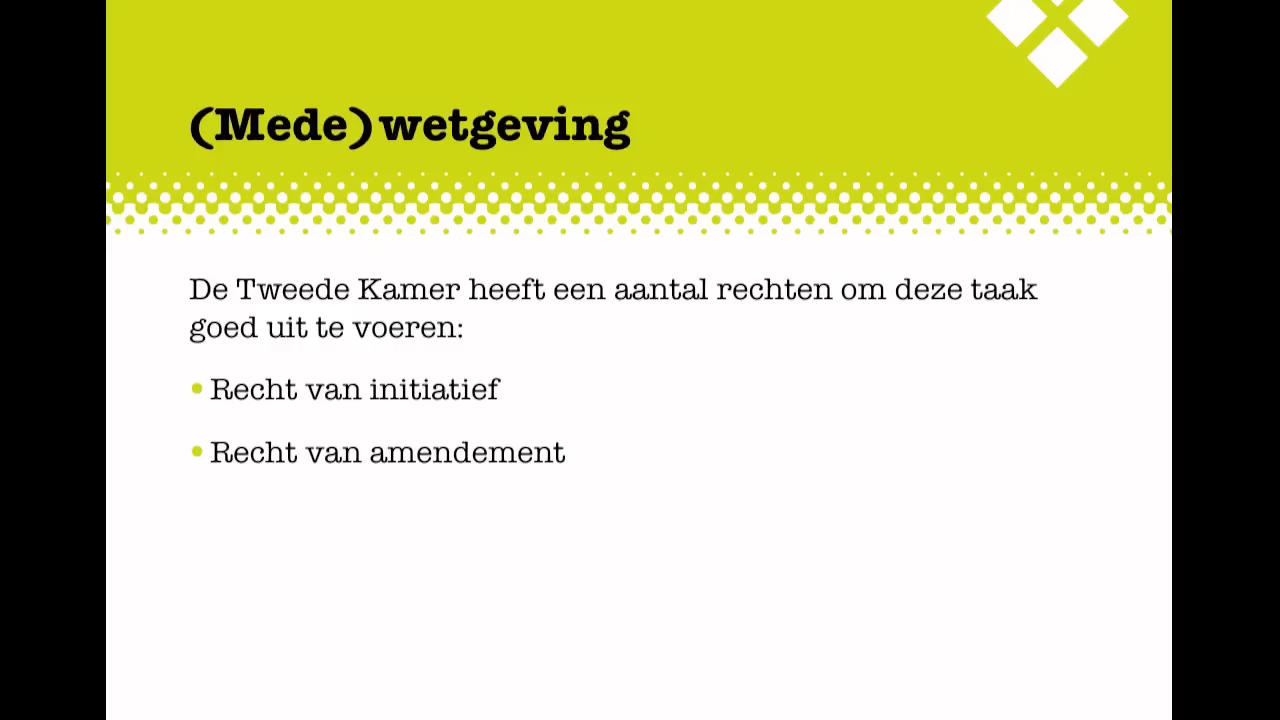 (Mede)wetgeving
De Tweede Kamer heeft een aantal rechten om deze taak
goed uit te voeren:
• Recht van initiatief
• Recht van amendement